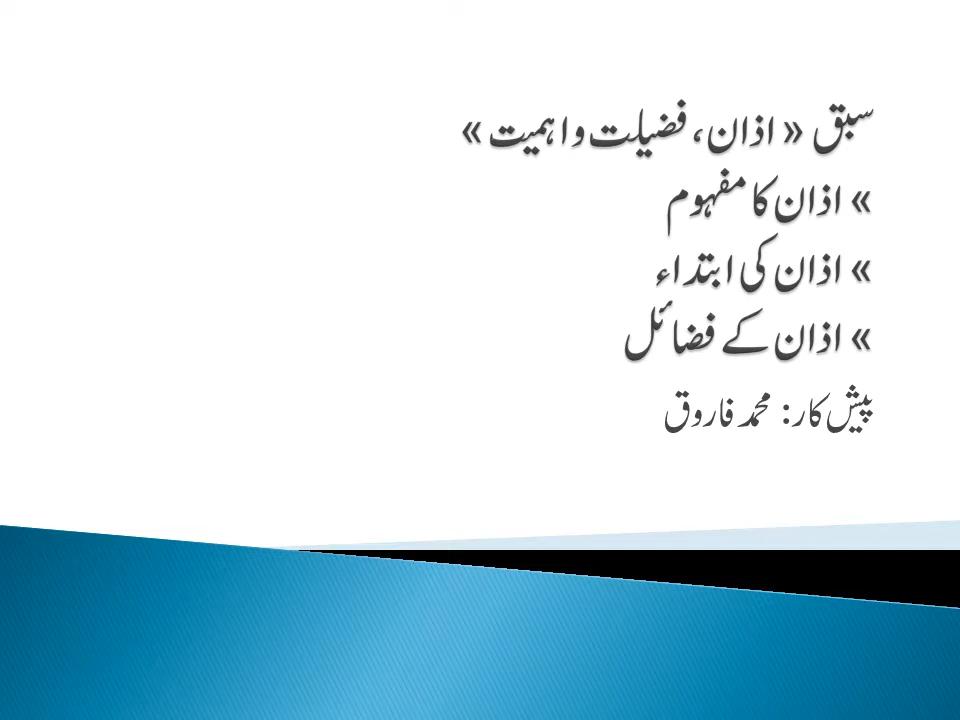 سبق « اذان، فضیلت و اہمیت »
» اذان کا مفہوم
» اذان کی ابتداء
» اذان کے فضائل
پیش کار: محمد فاروق